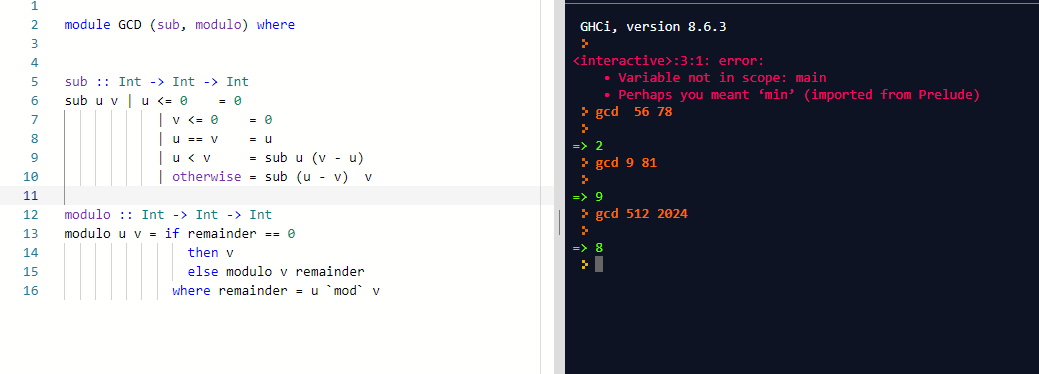 1
2 module GCD (sub, modulo) where
3
4
5 sub :: Int -> Int -> Int
6 sub u v | u <= 0 = 0
7 | v <= 0 = 0
8 | u == v = u
9 | u < v = sub u (v - u)
10 | otherwise = sub (u - v) v
11
12 modulo :: Int -> Int -> Int
13 modulo u v = if remainder == 0
14 then v
15 else modulo v remainder
16 where remainder = u `mod` v
GHCi, version 8.6.3
<interactive>:3:1: error:
• Variable not in scope: main
• Perhaps you meant ‘min’ (imported from Prelude)
gcd 56 78
=> 2
gcd 9 81
=> 9
gcd 512 2024
=> 8